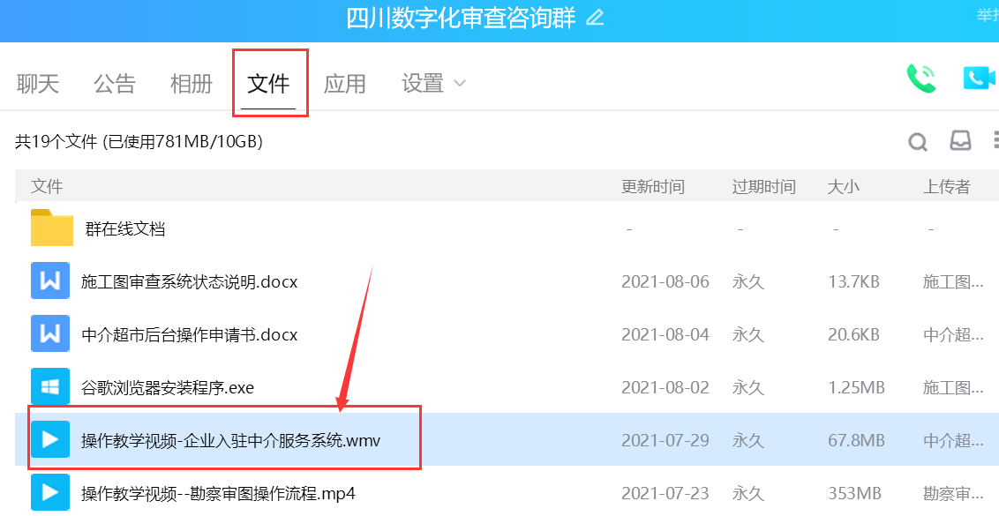 四川数字化审查咨询群
举报
聊天 公告 相册 文件 应用 设置
共19个文件 (已使用781MB/10GB)
文件 更新时间 过期时间 大小 上传者
群在线文档 - - - -
施工图审查系统状态说明.docx 2021-08-06 永久 13.7KB 施工图...
中介超市后台操作申请书.docx 2021-08-04 永久 20.6KB 中介超...
谷歌浏览器安装程序.exe 2021-08-02 永久 1.25MB 施工图...
操作教学视频-企业入驻中介服务系统.wmv 2021-07-29 永久 67.8MB 中介超...
操作教学视频--勘察审图操作流程.mp4 2021-07-23 永久 353MB 勘察审...